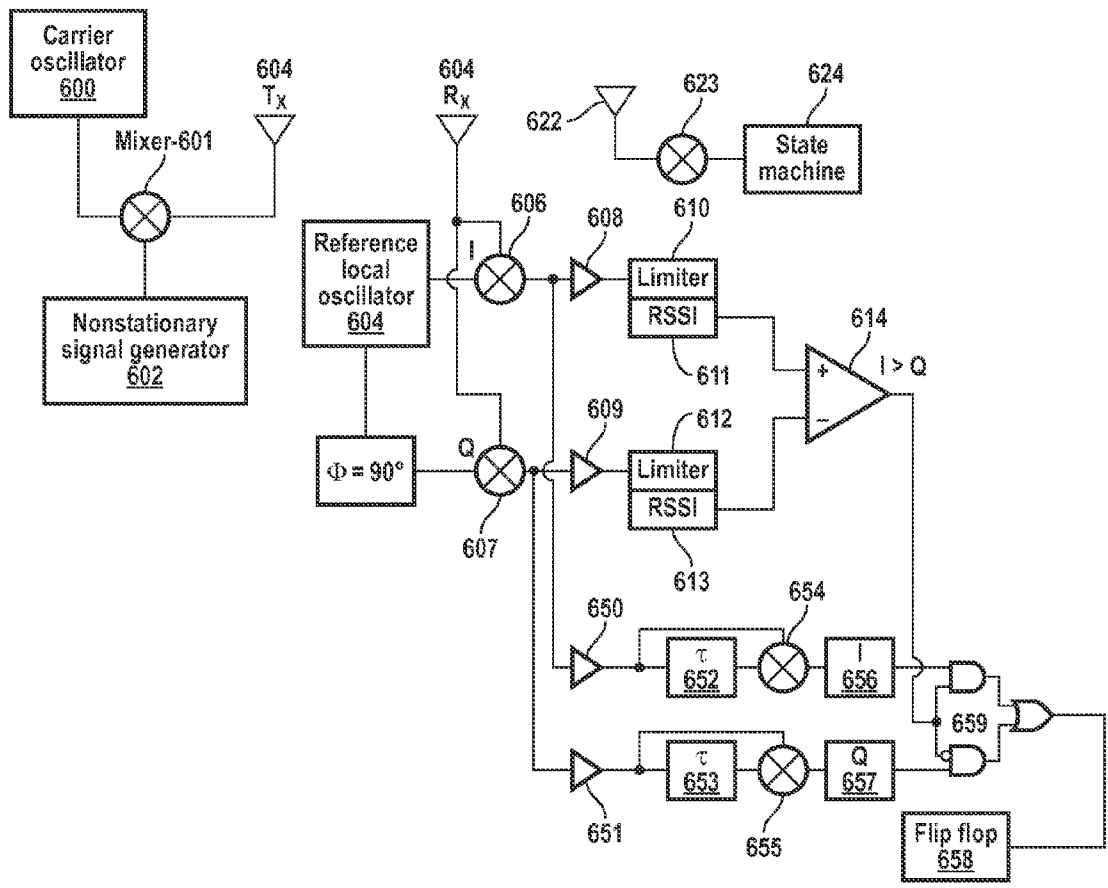 Carrier
oscillator
600
604
TX
604
RX
622
623
624
State
machine
Mixer-601
606
608
610
Reference
local
oscillator
604
I
Limiter
RSSI
611
614
I > Q
+
−
Nonstationary
signal generator
602
609
612
Φ = 90°
Q
Limiter
RSSI
607
613
650
654
τ
652
I
656
659
τ
653
Q
657
651
655
Flip flop
658